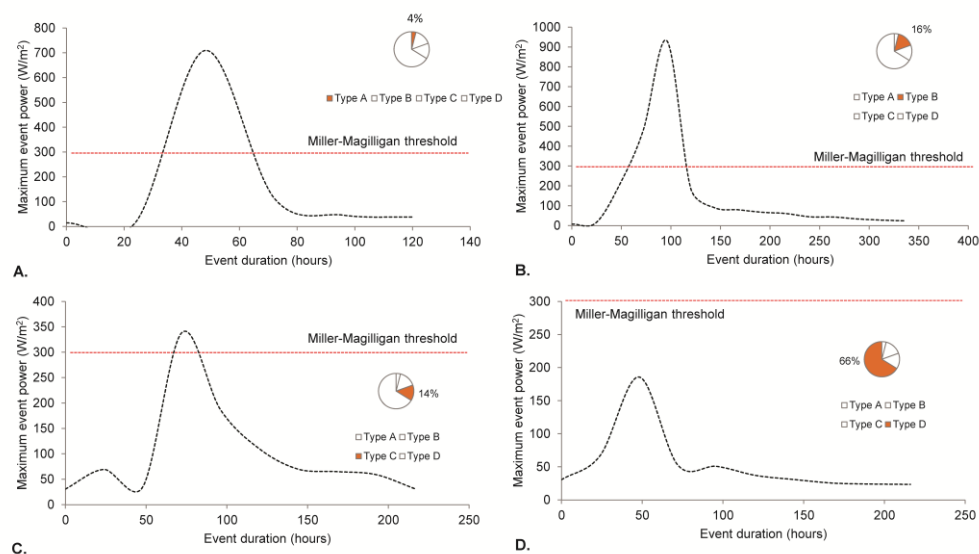 4%
800
700
600
500
400
300
200
100
0
Maximum event power (W/m²)
Type A Type B Type C Type D
Miller-Magilligan threshold
0 20 40 60 80 100 120 140
Event duration (hours)
A.
16%
1000
900
800
700
600
500
400
300
200
100
0
Maximum event power (W/m²)
Type A Type B
Type C Type D
Miller-Magilligan threshold
0 50 100 150 200 250 300 350 400
Event duration (hours)
B.
400
350
300
250
200
150
100
50
0
Maximum event power (W/m²)
Miller-Magilligan threshold
14%
Type A Type B
Type C Type D
0 50 100 150 200 250
Event duration (hours)
C.
300
250
200
150
100
50
0
Maximum event power (W/m²)
Miller-Magilligan threshold
66%
Type A Type B
Type C Type D
0 50 100 150 200 250
Event duration (hours)
D.